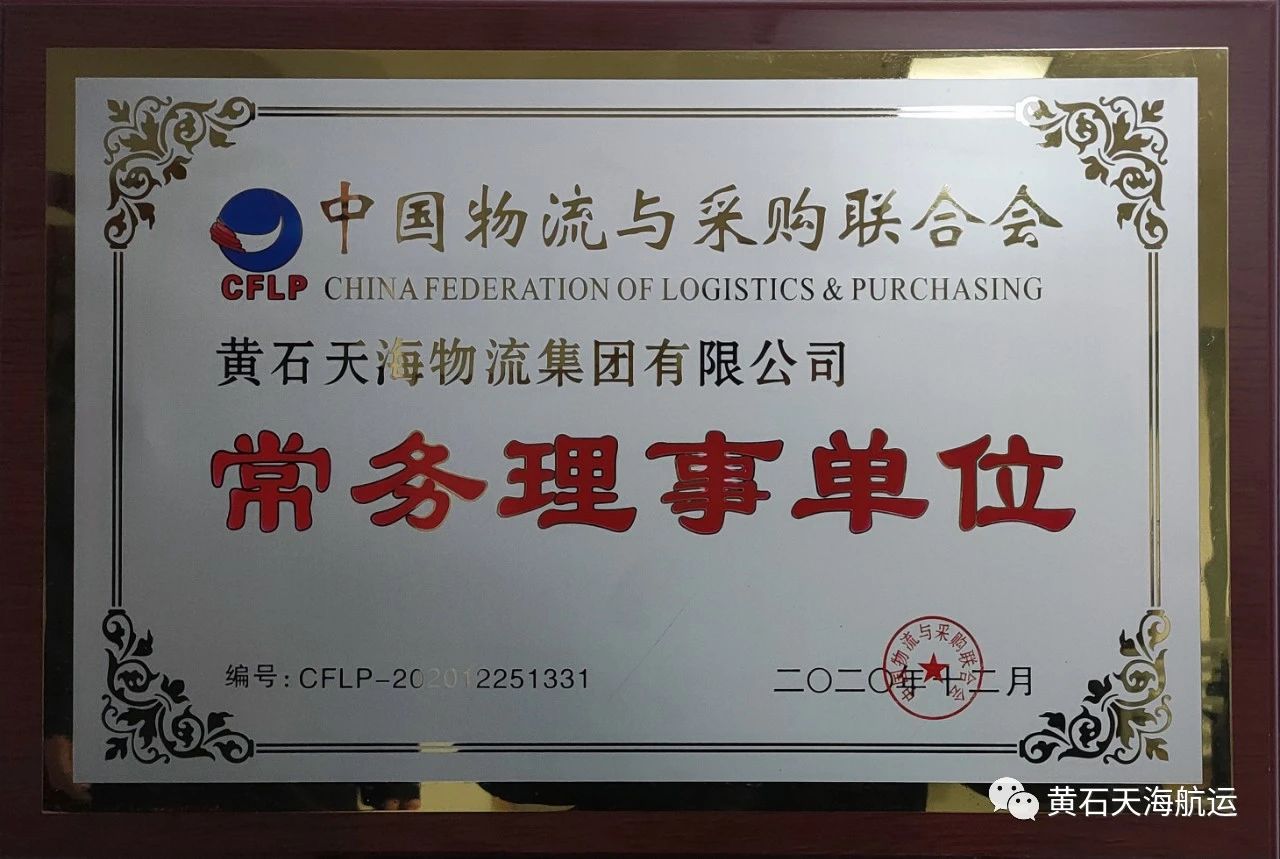 中国物流与采购联合会
CFLP CHINA FEDERATION OF LOGISTICS & PURCHASING
黄石天海物流集团有限公司
常务理事单位
编号:CFLP-202012251331
二〇二〇年十二月
中国物流与采购联合会
黄石天海航运